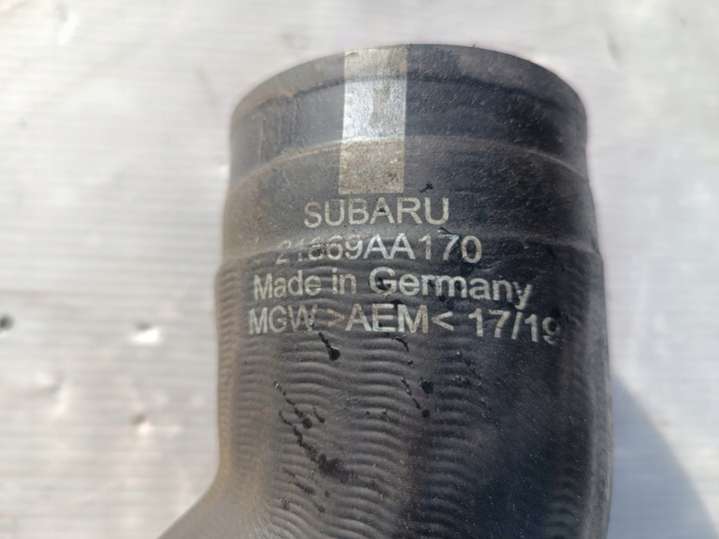 SUBARU
21869AA170
Made in Germany
MGW >AEM< 17/19